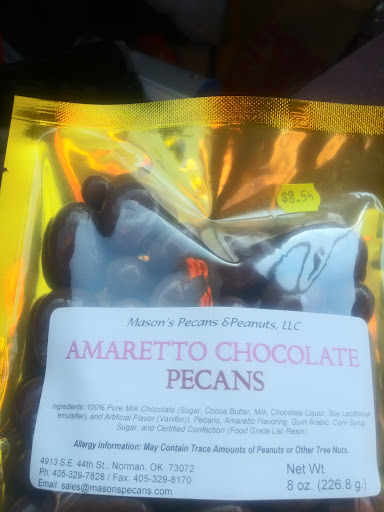 $8.54
Mason's Pecans &Peanuts, LLC
AMARETTO CHOCOLATE
PECANS
Ingredients: 100% Pure Milk Chocolate (Sugar, Cocoa Butter, Milk, Chocolate Liquor, Soy Lecithin(an
emulsifier), and Artificial Flavor (Vanillin)), Pecans, Amaretto Flavoring, Gum Arabic, Corn Syrup,
Sugar, and Certified Confection (Food Grade Lac Resin)
Allergy Information: May Contain Trace Amounts of Peanuts or Other Tree Nuts.
4913 S.E. 44th St., Norman, OK 73072
Ph: 405-329-7828 / Fax: 405-329-8170
Email: sales@masonspecans.com
Net Wt.
8 oz. (226.8 g.)